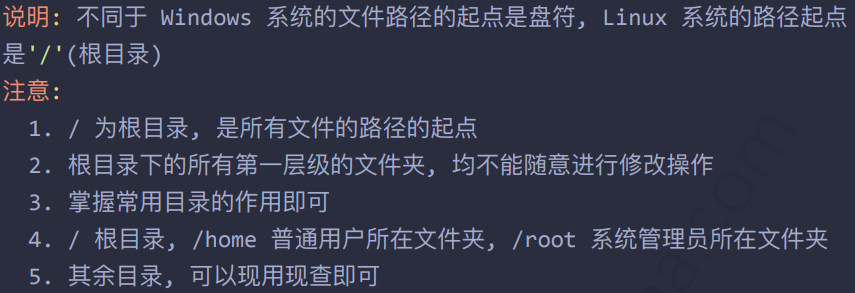 说明: 不同于 Windows 系统的文件路径的起点是盘符, Linux 系统的路径起点
是'/'(根目录)
注意:
1. / 为根目录, 是所有文件的路径的起点
2. 根目录下的所有第一层级的文件夹, 均不能随意进行修改操作
3. 掌握常用目录的作用即可
4. / 根目录, /home 普通用户所在文件夹, /root 系统管理员所在文件夹
5. 其余目录, 可以现用现查即可